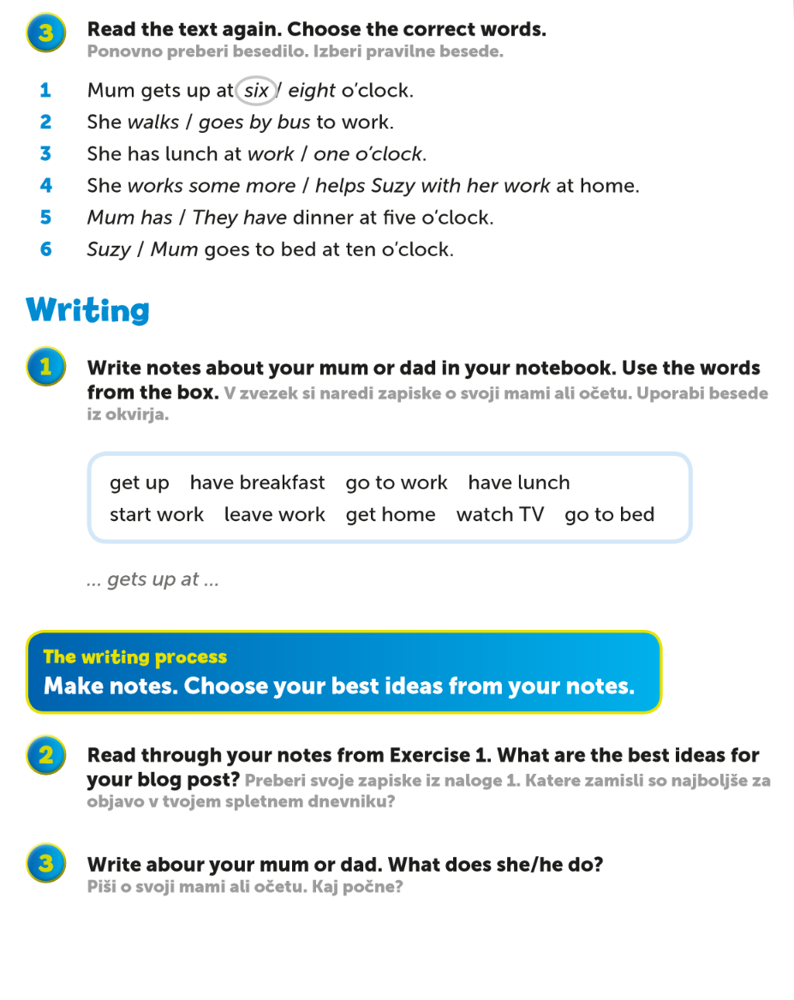 3 Read the text again. Choose the correct words.
Ponovno preberi besedilo. Izberi pravilne besede.
1 Mum gets up at six / eight o'clock.
2 She walks / goes by bus to work.
3 She has lunch at work / one o'clock.
4 She works some more / helps Suzy with her work at home.
5 Mum has / They have dinner at five o'clock.
6 Suzy / Mum goes to bed at ten o'clock.
Writing
1 Write notes about your mum or dad in your notebook. Use the words
from the box. V zvezek si naredi zapiske o svoji mami ali očetu. Uporabi besede
iz okvirja.
get up have breakfast go to work have lunch
start work leave work get home watch TV go to bed
... gets up at ...
The writing process
Make notes. Choose your best ideas from your notes.
2 Read through your notes from Exercise 1. What are the best ideas for
your blog post? Preberi svoje zapiske iz naloge 1. Katere zamisli so najboljše za
objavo v tvojem spletnem dnevniku?
3 Write abour your mum or dad. What does she/he do?
Piši o svoji mami ali očetu. Kaj počne?